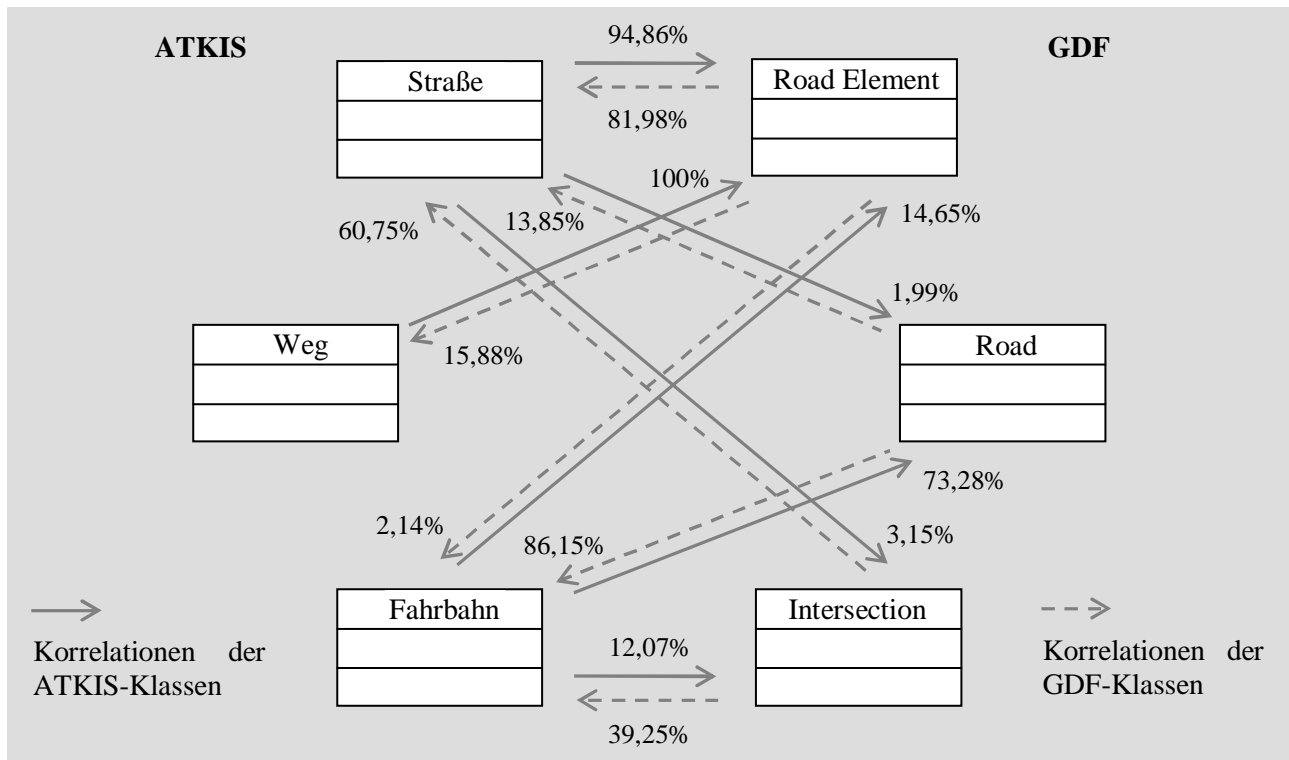 94,86%
ATKIS
GDF
Straße
Road Element
81,98%
100%
60,75%
13,85%
14,65%
1,99%
Weg
15,88%
Road
73,28%
2,14%
86,15%
3,15%
Fahrbahn
Intersection
12,07%
39,25%
Korrelationen der
ATKIS-Klassen
Korrelationen der
GDF-Klassen